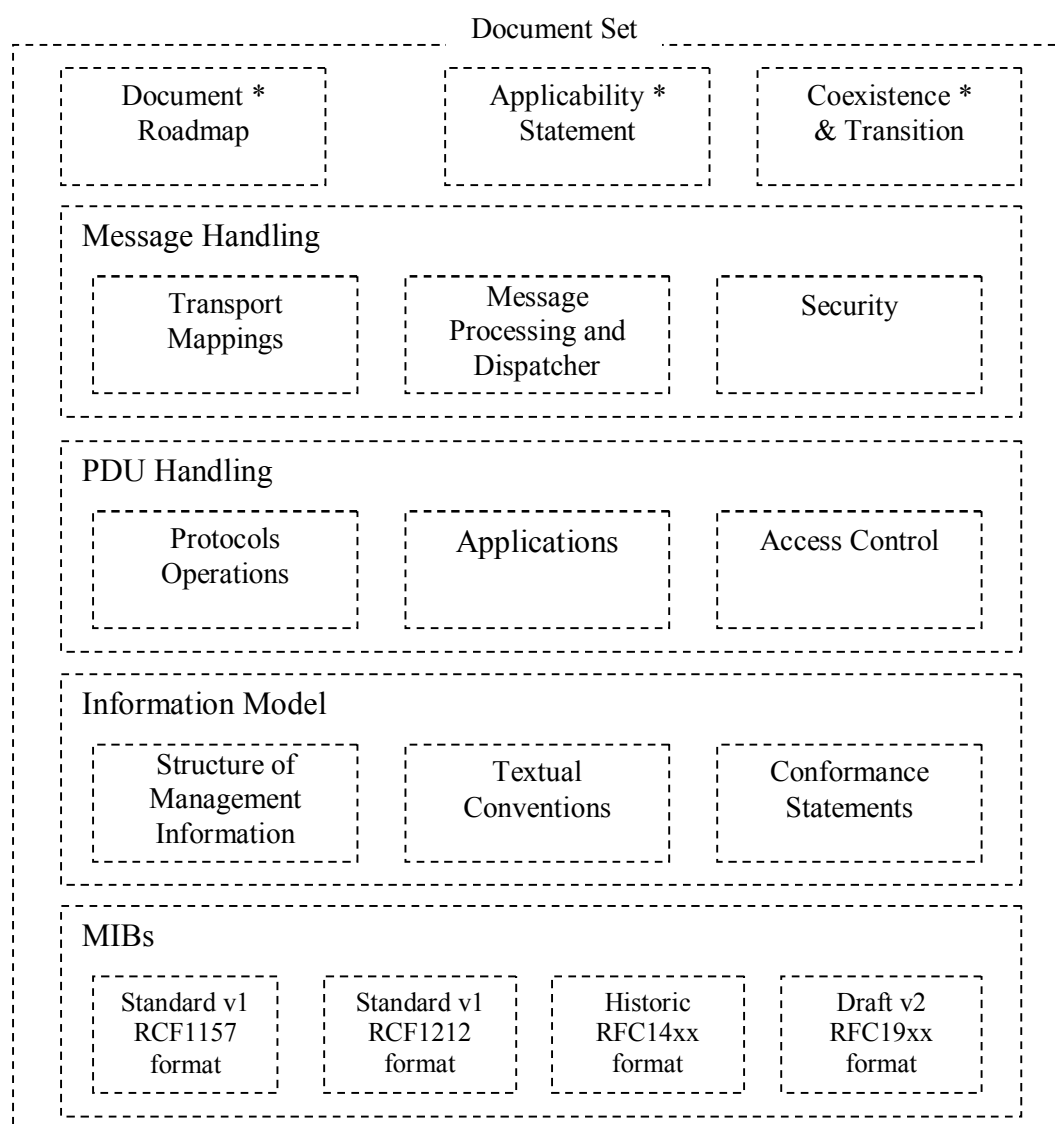 Document Set
Document *
Roadmap
Applicability *
Statement
Coexistence *
& Transition
Message Handling
Transport
Mappings
Message
Processing and
Dispatcher
Security
PDU Handling
Protocols
Operations
Applications
Access Control
Information Model
Structure of
Management
Information
Textual
Conventions
Conformance
Statements
MIBs
Standard v1
RCF1157
format
Standard v1
RCF1212
format
Historic
RFC14xx
format
Draft v2
RFC19xx
format